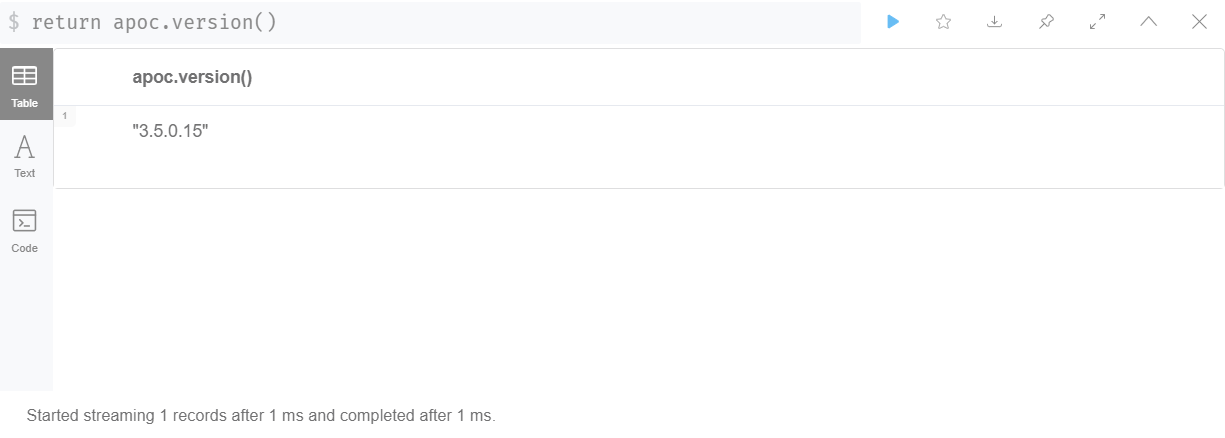 $ return apoc.version()
Table
apoc.version()
1
"3.5.0.15"
A
Text
Code
Started streaming 1 records after 1 ms and completed after 1 ms.